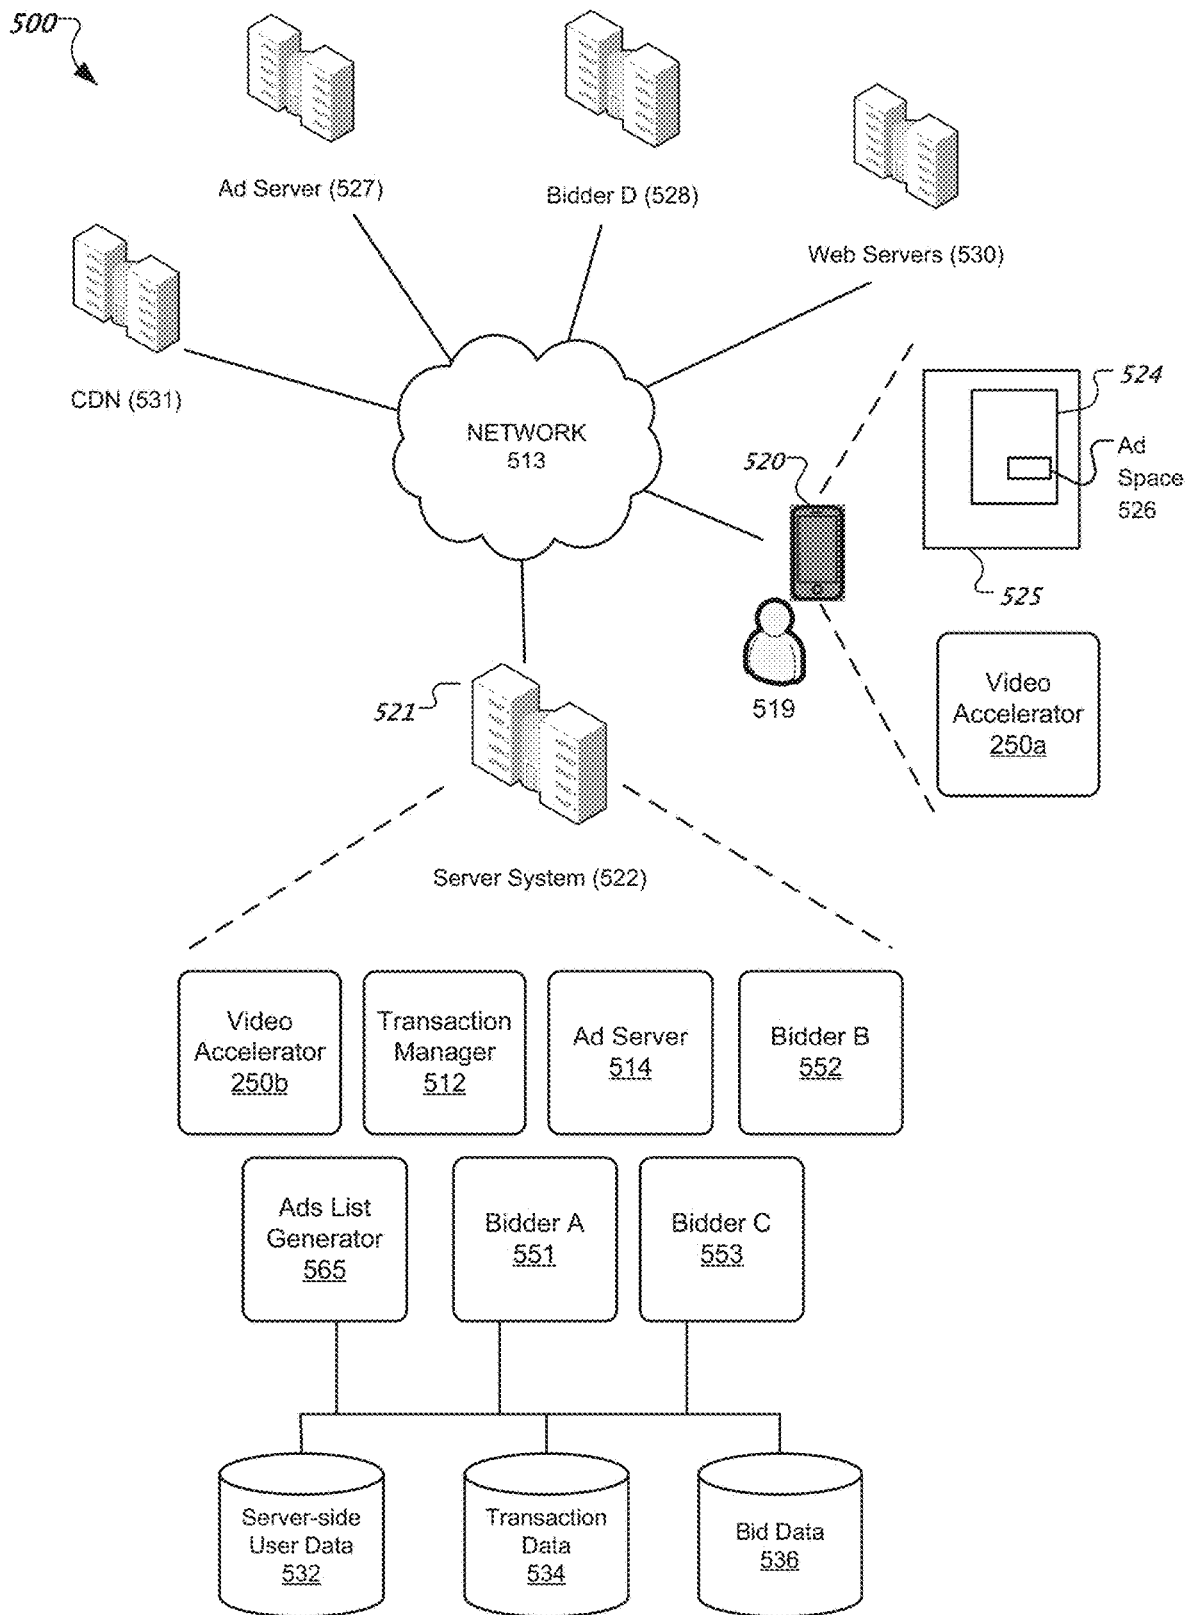 500
Ad Server (527)
Bidder D (528)
Web Servers (530)
CDN (531)
NETWORK
513
520
524
Ad
Space
526
525
519
Video
Accelerator
250a
521
Server System (522)
Video
Accelerator
250b
Transaction
Manager
512
Ad Server
514
Bidder B
552
Ads List
Generator
565
Bidder A
551
Bidder C
553
Server-side
User Data
532
Transaction
Data
534
Bid Data
536